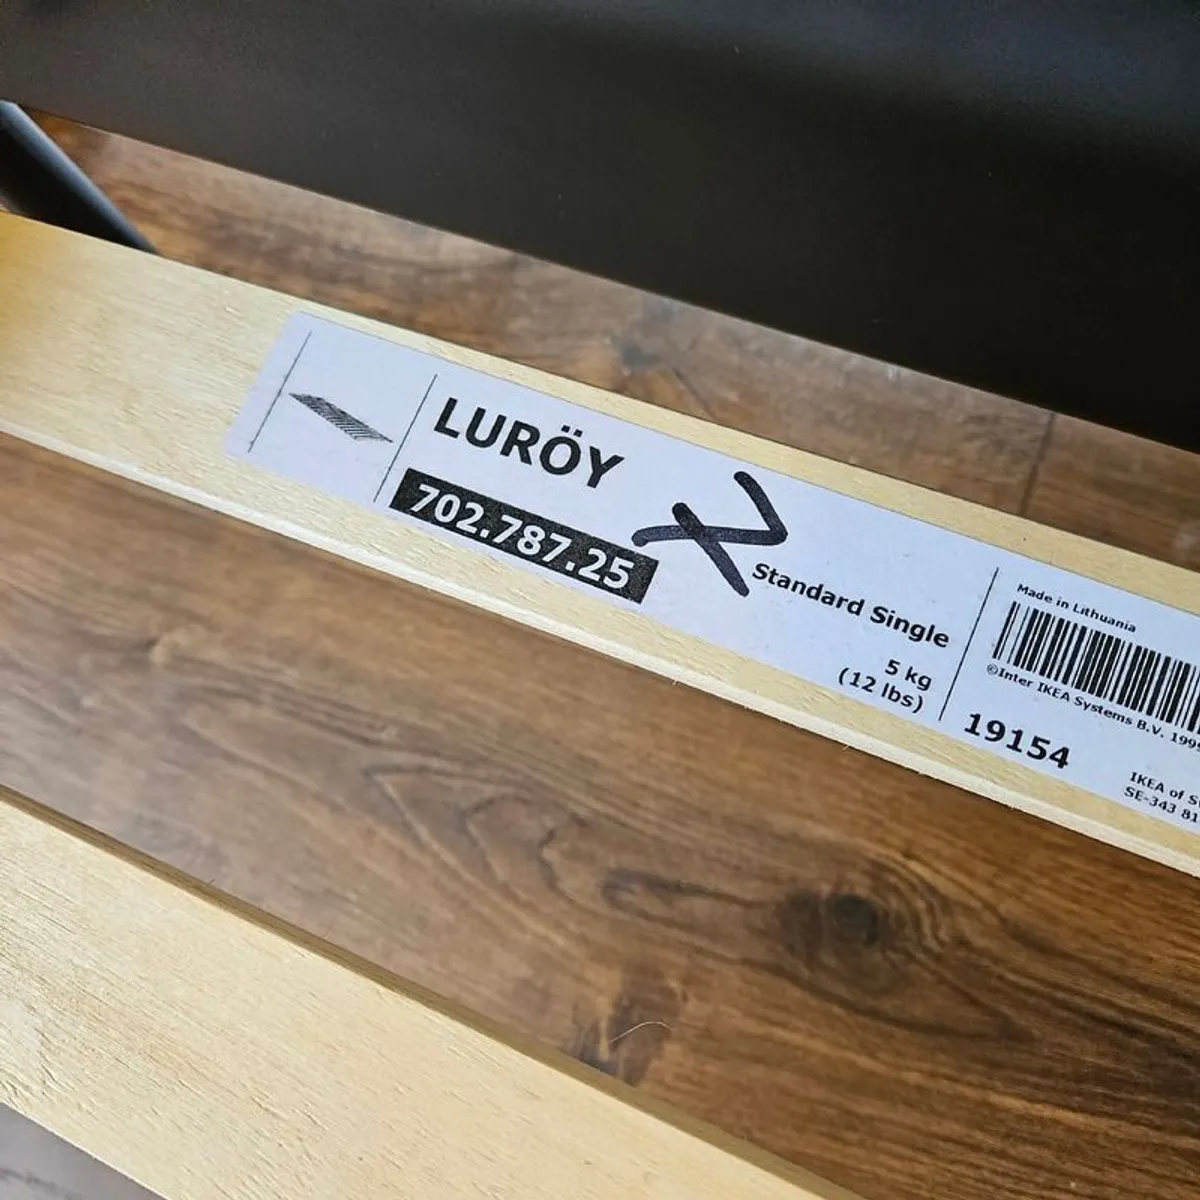 LURÖY
702.787.25
X
Standard Single
5 kg
(12 lbs)
Made in Lithuania
©Inter IKEA Systems B.V. 199
19154
IKEA of
SE-343 81